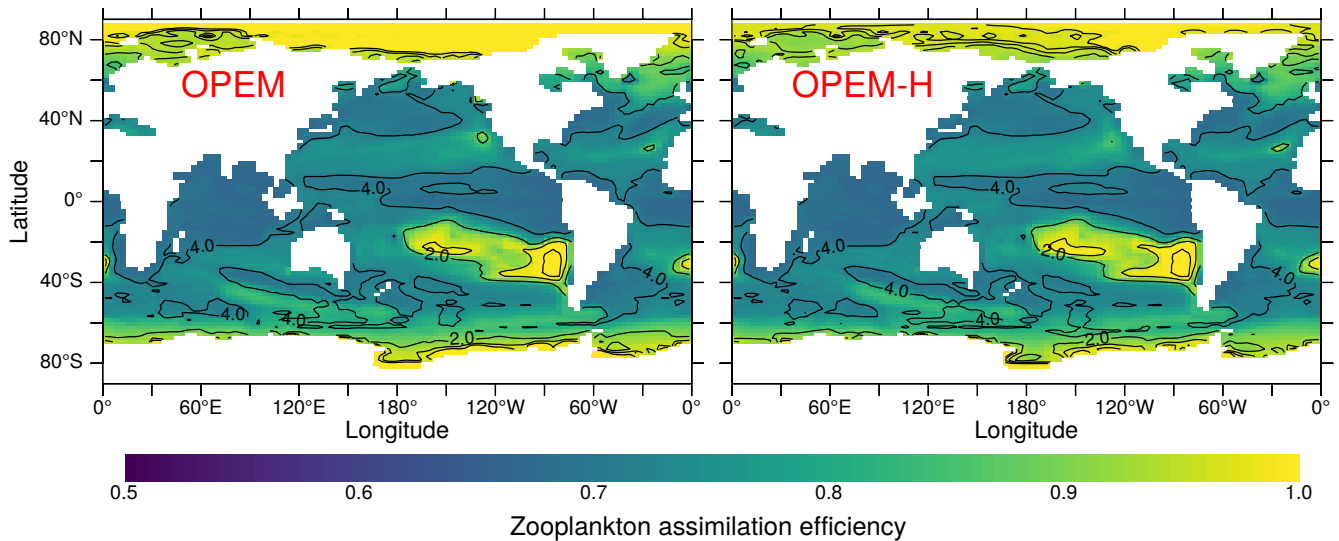 OPEM
OPEM-H
80°N
40°N
0°
40°S
80°S
Latitude
4.0
4.0
4.0
4.0
4.0
2.0
2.0
4.0
4.0
4.0
4.0
4.0
2.0
2.0
0° 60°E 120°E 180° 120°W 60°W 0°
0° 60°E 120°E 180° 120°W 60°W 0°
Longitude
Longitude
0.5 0.6 0.7 0.8 0.9 1.0
Zooplankton assimilation efficiency